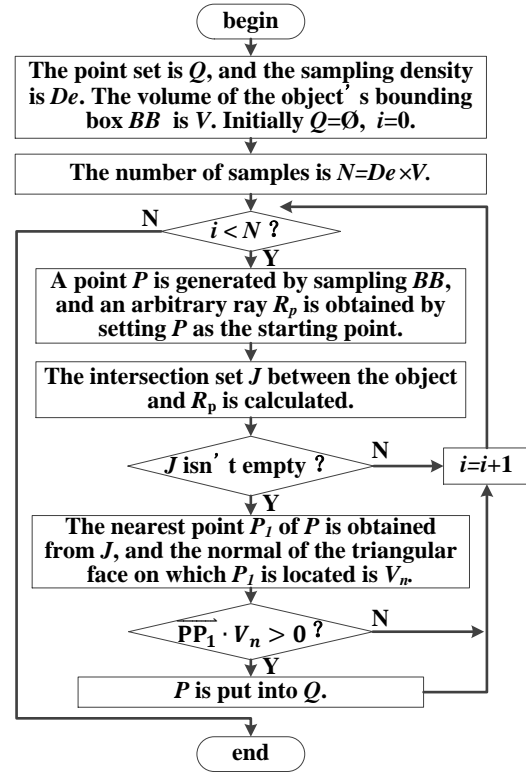 begin
The point set is Q, and the sampling density
is De. The volume of the object's bounding
box BB is V. Initially Q=Ø, i=0.
The number of samples is N=De×V.
N
i < N ?
Y
A point P is generated by sampling BB,
and an arbitrary ray Rₚ is obtained by
setting P as the starting point.
The intersection set J between the object
and Rₚ is calculated.
N
J isn't empty ?
i=i+1
Y
The nearest point P₁ of P is obtained
from J, and the normal of the triangular
face on which P₁ is located is Vₙ.
N
PP₁ · Vₙ > 0 ?
Y
P is put into Q.
end